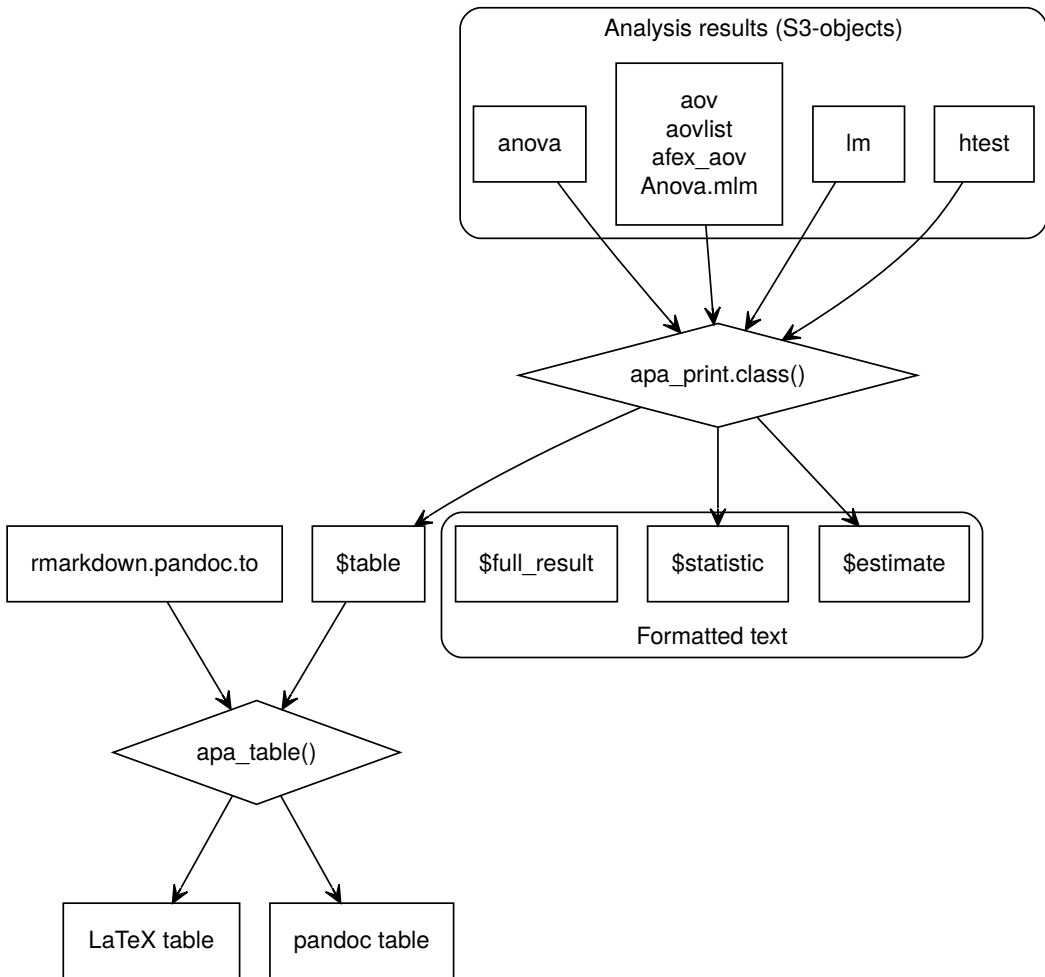 Analysis results (S3-objects)
anova
aov
aovlist
afex_aov
Anova.mlm
lm
htest
apa_print.class()
rmarkdown.pandoc.to
$table
$full_result
$statistic
$estimate
Formatted text
apa_table()
LaTeX table
pandoc table